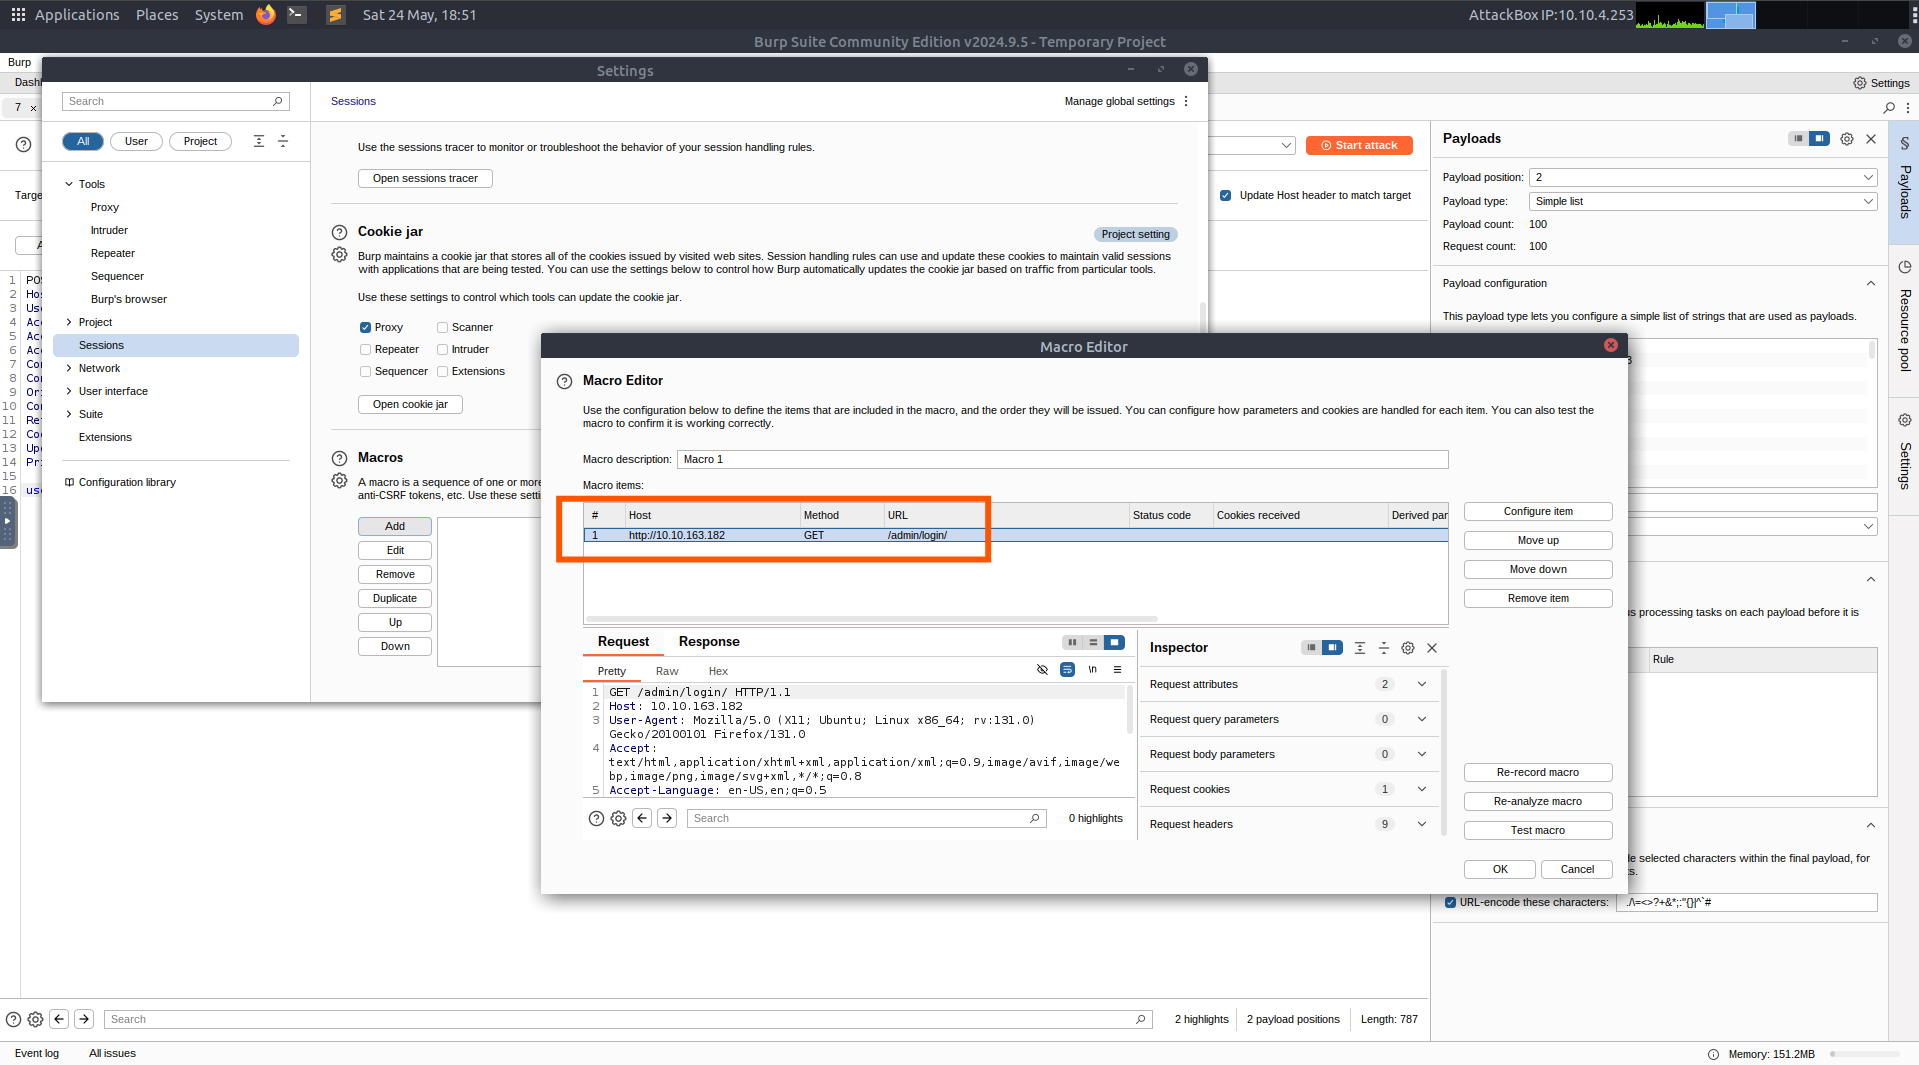 Applications Places System Sat 24 May, 18:51 AttackBox IP:10.10.4.253
Burp Suite Community Edition v2024.9.5 - Temporary Project
Burp
Settings
Dash
Settings
7 ×
Search
Sessions
Manage global settings
All User Project
Use the sessions tracer to monitor or troubleshoot the behavior of your session handling rules.
Open sessions tracer
Start attack
Targe
Update Host header to match target
Tools
Proxy
Intruder
Repeater
Sequencer
Burp's browser
Project
Sessions
Network
User interface
Suite
Extensions
Configuration library
Cookie jar
Project setting
Burp maintains a cookie jar that stores all of the cookies issued by visited web sites. Session handling rules can use and update these cookies to maintain valid sessions
with applications that are being tested. You can use the settings below to control how Burp automatically updates the cookie jar based on traffic from particular tools.
Use these settings to control which tools can update the cookie jar.
Proxy Scanner
Repeater Intruder
Sequencer Extensions
Open cookie jar
Macros
A macro is a sequence of one or more
anti-CSRF tokens, etc. Use these setti
Add
Edit
Remove
Duplicate
Up
Down
1 PO
2 Hos
3 Use
4 Acc
5 Acc
6 Acc
7 Con
8 Con
9 Ori
10 Con
11 Ref
12 Coo
13 Upg
14 Pri
15
16 use
Macro Editor
Macro Editor
Use the configuration below to define the items that are included in the macro, and the order they will be issued. You can configure how parameters and cookies are handled for each item. You can also test the
macro to confirm it is working correctly.
Macro description: Macro 1
Macro items:
# Host Method URL Status code Cookies received Derived par
1 http://10.10.163.182 GET /admin/login/
Configure item
Move up
Move down
Remove item
Request Response
Pretty Raw Hex
\n
1 GET /admin/login/ HTTP/1.1
2 Host: 10.10.163.182
3 User-Agent: Mozilla/5.0 (X11; Ubuntu; Linux x86_64; rv:131.0)
Gecko/20100101 Firefox/131.0
4 Accept:
text/html,application/xhtml+xml,application/xml;q=0.9,image/avif,image/we
bp,image/png,image/svg+xml,*/*;q=0.8
5 Accept-Language: en-US,en;q=0.5
Search
0 highlights
Inspector
Request attributes 2
Request query parameters 0
Request body parameters 0
Request cookies 1
Request headers 9
Re-record macro
Re-analyze macro
Test macro
OK Cancel
Payloads
Payload position: 2
Payload type: Simple list
Payload count: 100
Request count: 100
Payload configuration
This payload type lets you configure a simple list of strings that are used as payloads.
s processing tasks on each payload before it is
Rule
e selected characters within the final payload, for
s.
URL-encode these characters: ./\=<>?+&*;:"{}|^`#
Payloads
Resource pool
Settings
Search
2 highlights 2 payload positions Length: 787
Event log All issues
Memory: 151.2MB